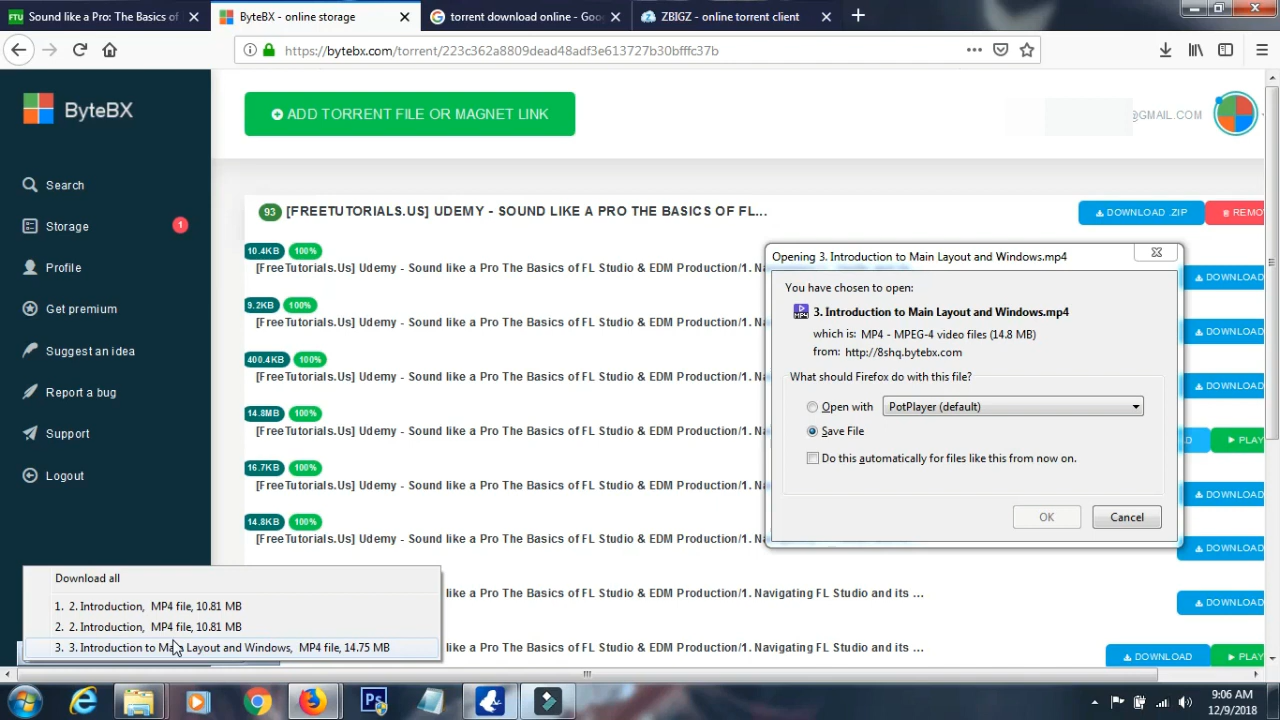 FTU Sound like a Pro: The Basics of
ByteBX - online storage
torrent download online - Goo
ZBIGZ - online torrent client
https://bytebx.com/torrent/223c362a8809dead48adf3e613727b30bfffc37b
ByteBX
ADD TORRENT FILE OR MAGNET LINK
@GMAIL.COM
Search
Storage 1
Profile
Get premium
Suggest an idea
Report a bug
Support
Logout
93 [FREETUTORIALS.US] UDEMY - SOUND LIKE A PRO THE BASICS OF FL...
DOWNLOAD .ZIP
REMO
10.4KB 100%
[FreeTutorials.Us] Udemy - Sound like a Pro The Basics of FL Studio & EDM Production/1. Na
DOWNLOAD
9.2KB 100%
[FreeTutorials.Us] Udemy - Sound like a Pro The Basics of FL Studio & EDM Production/1. Na
DOWNLOAD
400.4KB 100%
[FreeTutorials.Us] Udemy - Sound like a Pro The Basics of FL Studio & EDM Production/1. Na
DOWNLOAD
14.8MB 100%
[FreeTutorials.Us] Udemy - Sound like a Pro The Basics of FL Studio & EDM Production/1. Na
D PLAY
16.7KB 100%
[FreeTutorials.Us] Udemy - Sound like a Pro The Basics of FL Studio & EDM Production/1. Na
DOWNLOAD
14.8KB 100%
[FreeTutorials.Us] Udemy - Sound like a Pro The Basics of FL Studio & EDM Production/1. Na
DOWNLOAD
like a Pro The Basics of FL Studio & EDM Production/1. Navigating FL Studio and its ...
DOWNLOAD
like a Pro The Basics of FL Studio & EDM Production/1. Navigating FL Studio and its ...
DOWNLOAD PLAY
Opening 3. Introduction to Main Layout and Windows.mp4
You have chosen to open:
3. Introduction to Main Layout and Windows.mp4
which is: MP4 - MPEG-4 video files (14.8 MB)
from: http://8shq.bytebx.com
What should Firefox do with this file?
Open with PotPlayer (default)
Save File
Do this automatically for files like this from now on.
OK Cancel
Download all
1. 2. Introduction, MP4 file, 10.81 MB
2. 2. Introduction, MP4 file, 10.81 MB
3. 3. Introduction to Main Layout and Windows, MP4 file, 14.75 MB
9:06 AM
12/9/2018